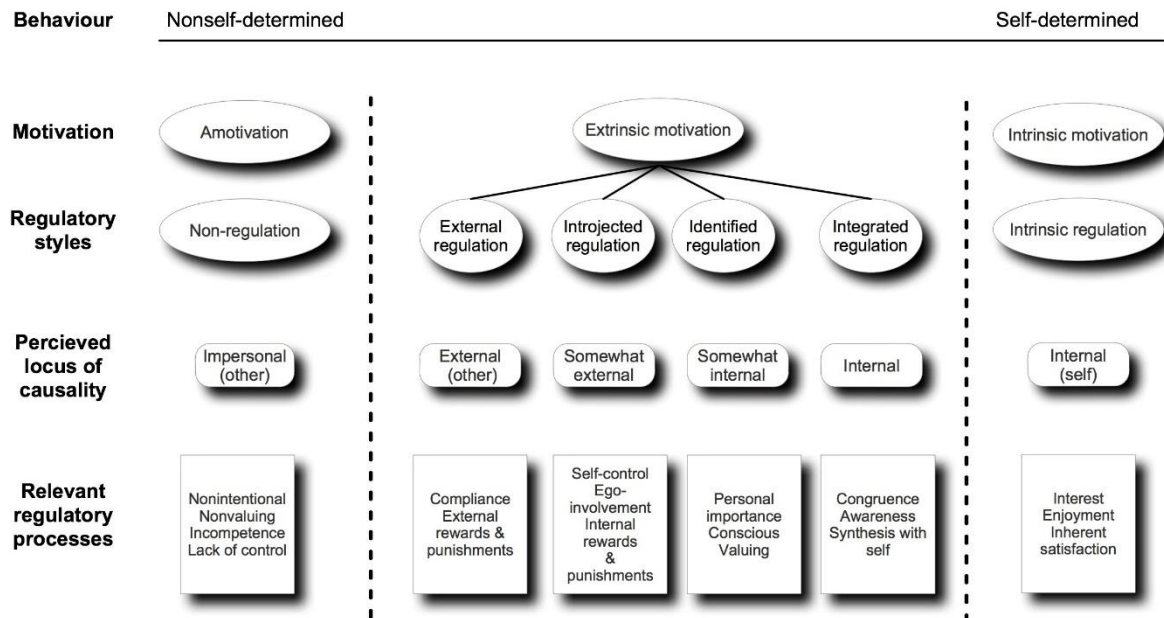 Behaviour
Nonself-determined
Self-determined
Motivation
Amotivation
Extrinsic motivation
Intrinsic motivation
Regulatory
styles
Non-regulation
External
regulation
Introjected
regulation
Identified
regulation
Integrated
regulation
Intrinsic regulation
Percieved
locus of
causality
Impersonal
(other)
External
(other)
Somewhat
external
Somewhat
internal
Internal
Internal
(self)
Relevant
regulatory
processes
Nonintentional
Nonvaluing
Incompetence
Lack of control
Compliance
External
rewards &
punishments
Self-control
Ego-
involvement
Internal
rewards
&
punishments
Personal
importance
Conscious
Valuing
Congruence
Awareness
Synthesis with
self
Interest
Enjoyment
Inherent
satisfaction